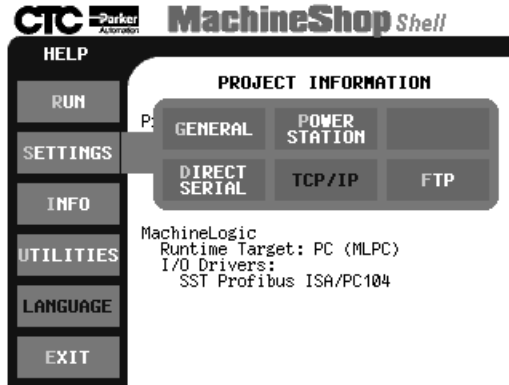 CTC Parker Automation MachineShop Shell
HELP
PROJECT INFORMATION
RUN
P
GENERAL
POWER STATION
SETTINGS
DIRECT SERIAL
TCP/IP
FTP
INFO
MachineLogic
Runtime Target: PC (MLPC)
I/O Drivers:
SST Profibus ISA/PC104
UTILITIES
LANGUAGE
EXIT